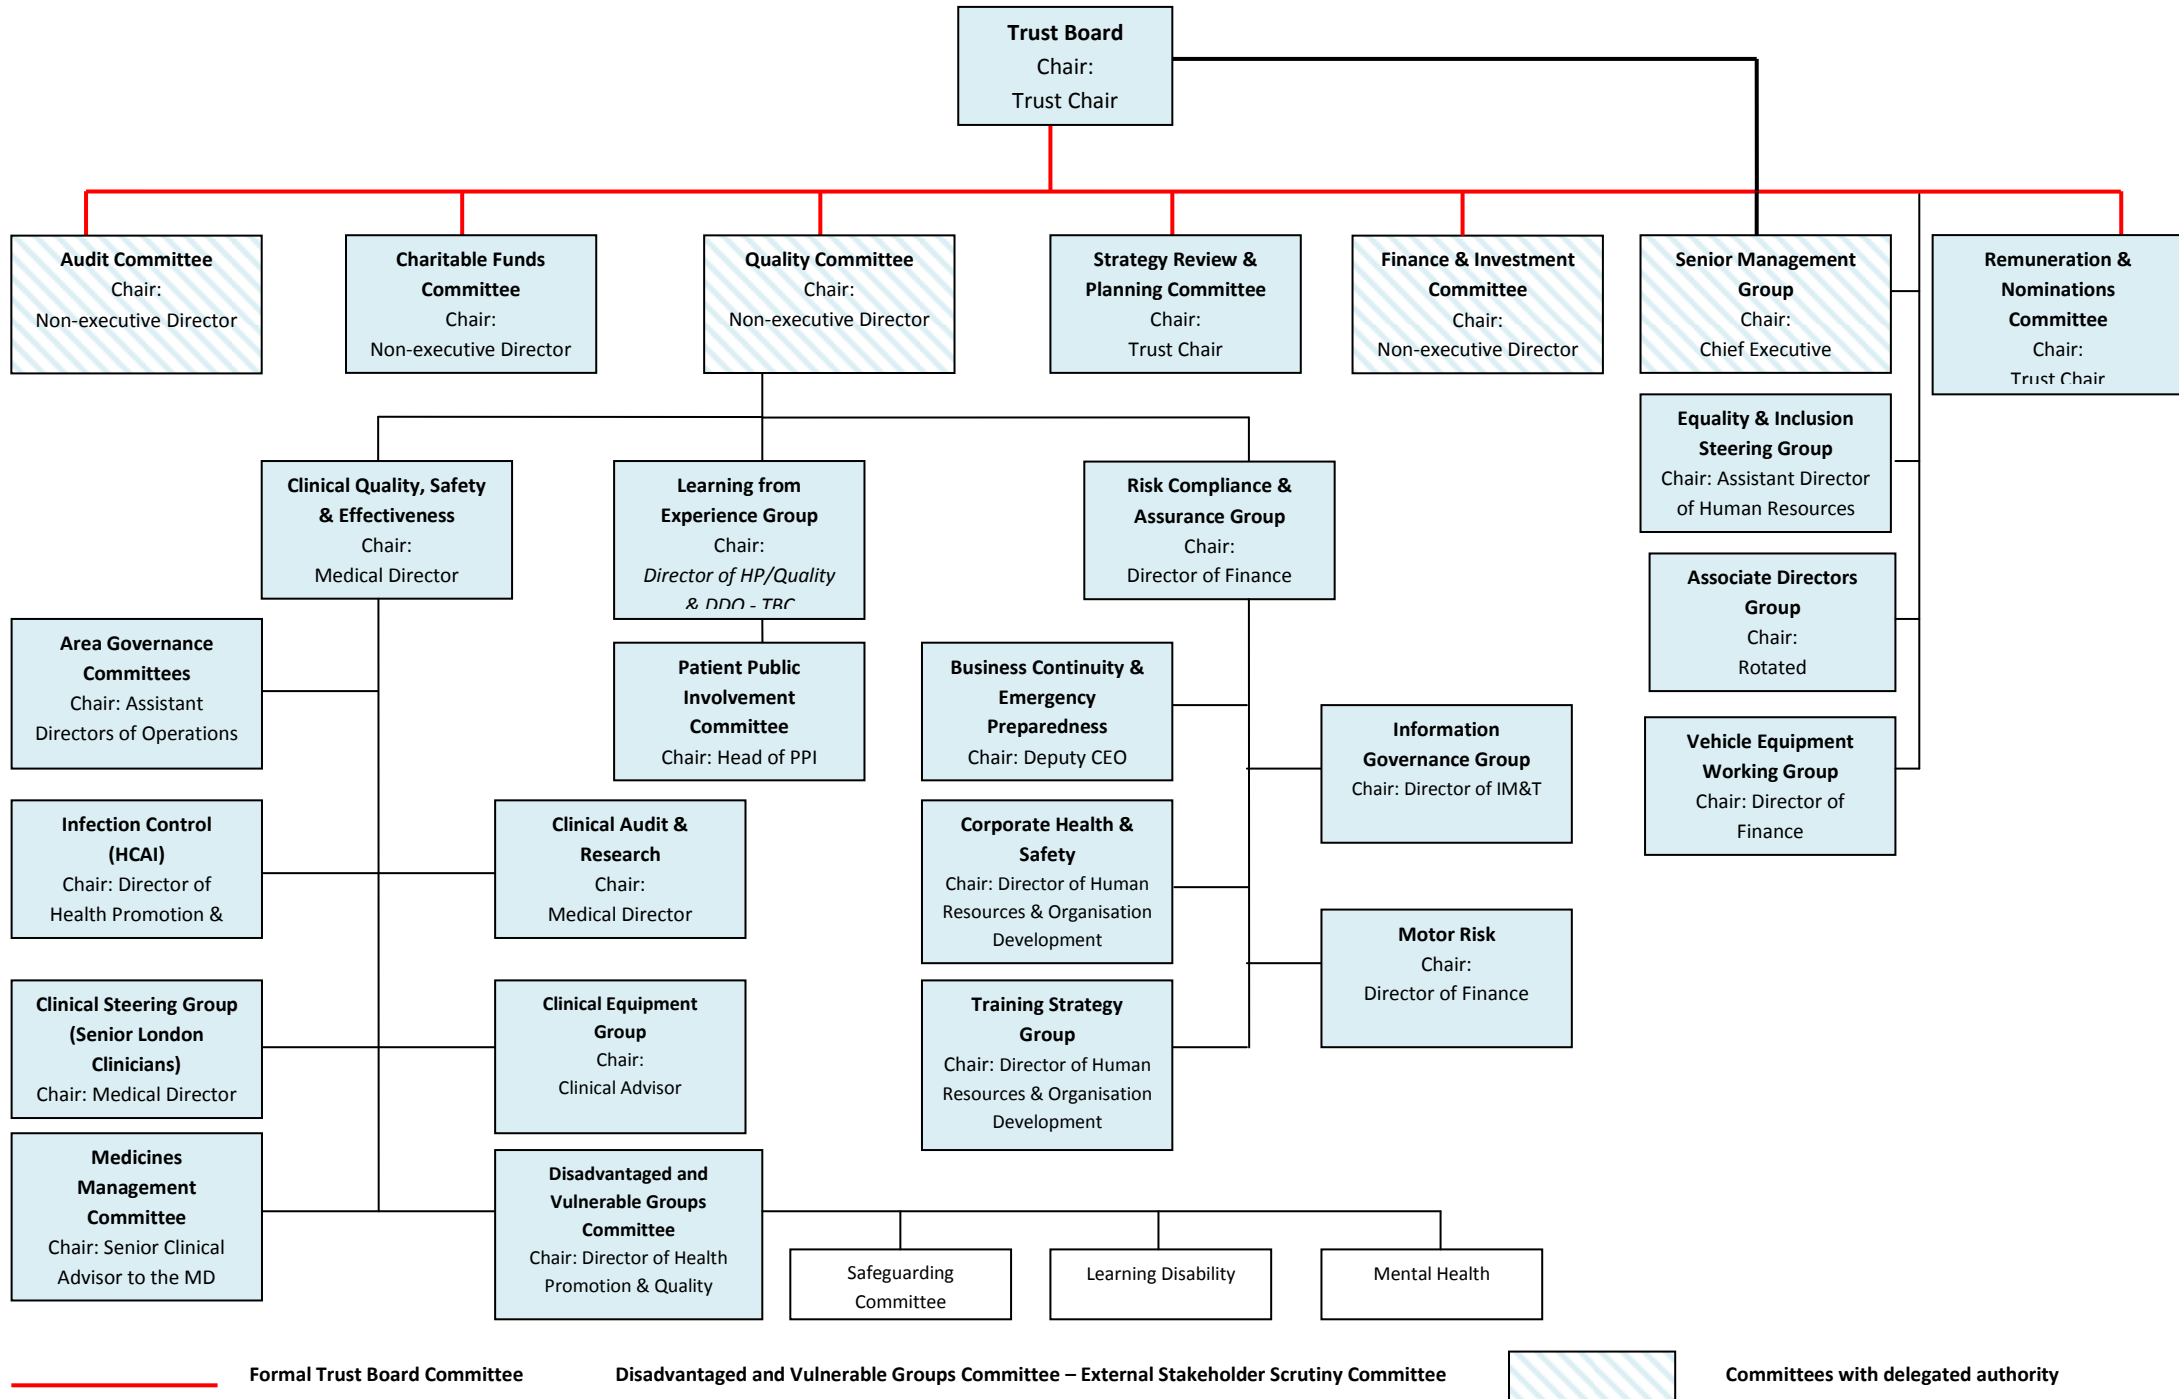 Trust Board
Chair:
Trust Chair
Audit Committee
Chair:
Non-executive Director
Charitable Funds
Committee
Chair:
Non-executive Director
Quality Committee
Chair:
Non-executive Director
Strategy Review &
Planning Committee
Chair:
Trust Chair
Finance & Investment
Committee
Chair:
Non-executive Director
Senior Management
Group
Chair:
Chief Executive
Remuneration &
Nominations
Committee
Chair:
Trust Chair
Equality & Inclusion
Steering Group
Chair: Assistant Director
of Human Resources
Clinical Quality, Safety
& Effectiveness
Chair:
Medical Director
Learning from
Experience Group
Chair:
Director of HP/Quality
& DDO - TBC
Risk Compliance &
Assurance Group
Chair:
Director of Finance
Associate Directors
Group
Chair:
Rotated
Area Governance
Committees
Chair: Assistant
Directors of Operations
Patient Public
Involvement
Committee
Chair: Head of PPI
Business Continuity &
Emergency
Preparedness
Chair: Deputy CEO
Information
Governance Group
Chair: Director of IM&T
Vehicle Equipment
Working Group
Chair: Director of
Finance
Infection Control
(HCAI)
Chair: Director of
Health Promotion &
Clinical Audit &
Research
Chair:
Medical Director
Corporate Health &
Safety
Chair: Director of Human
Resources & Organisation
Development
Motor Risk
Chair:
Director of Finance
Clinical Steering Group
(Senior London
Clinicians)
Chair: Medical Director
Clinical Equipment
Group
Chair:
Clinical Advisor
Training Strategy
Group
Chair: Director of Human
Resources & Organisation
Development
Medicines
Management
Committee
Chair: Senior Clinical
Advisor to the MD
Disadvantaged and
Vulnerable Groups
Committee
Chair: Director of Health
Promotion & Quality
Safeguarding
Committee
Learning Disability
Mental Health
Formal Trust Board Committee
Disadvantaged and Vulnerable Groups Committee – External Stakeholder Scrutiny Committee
Committees with delegated authority